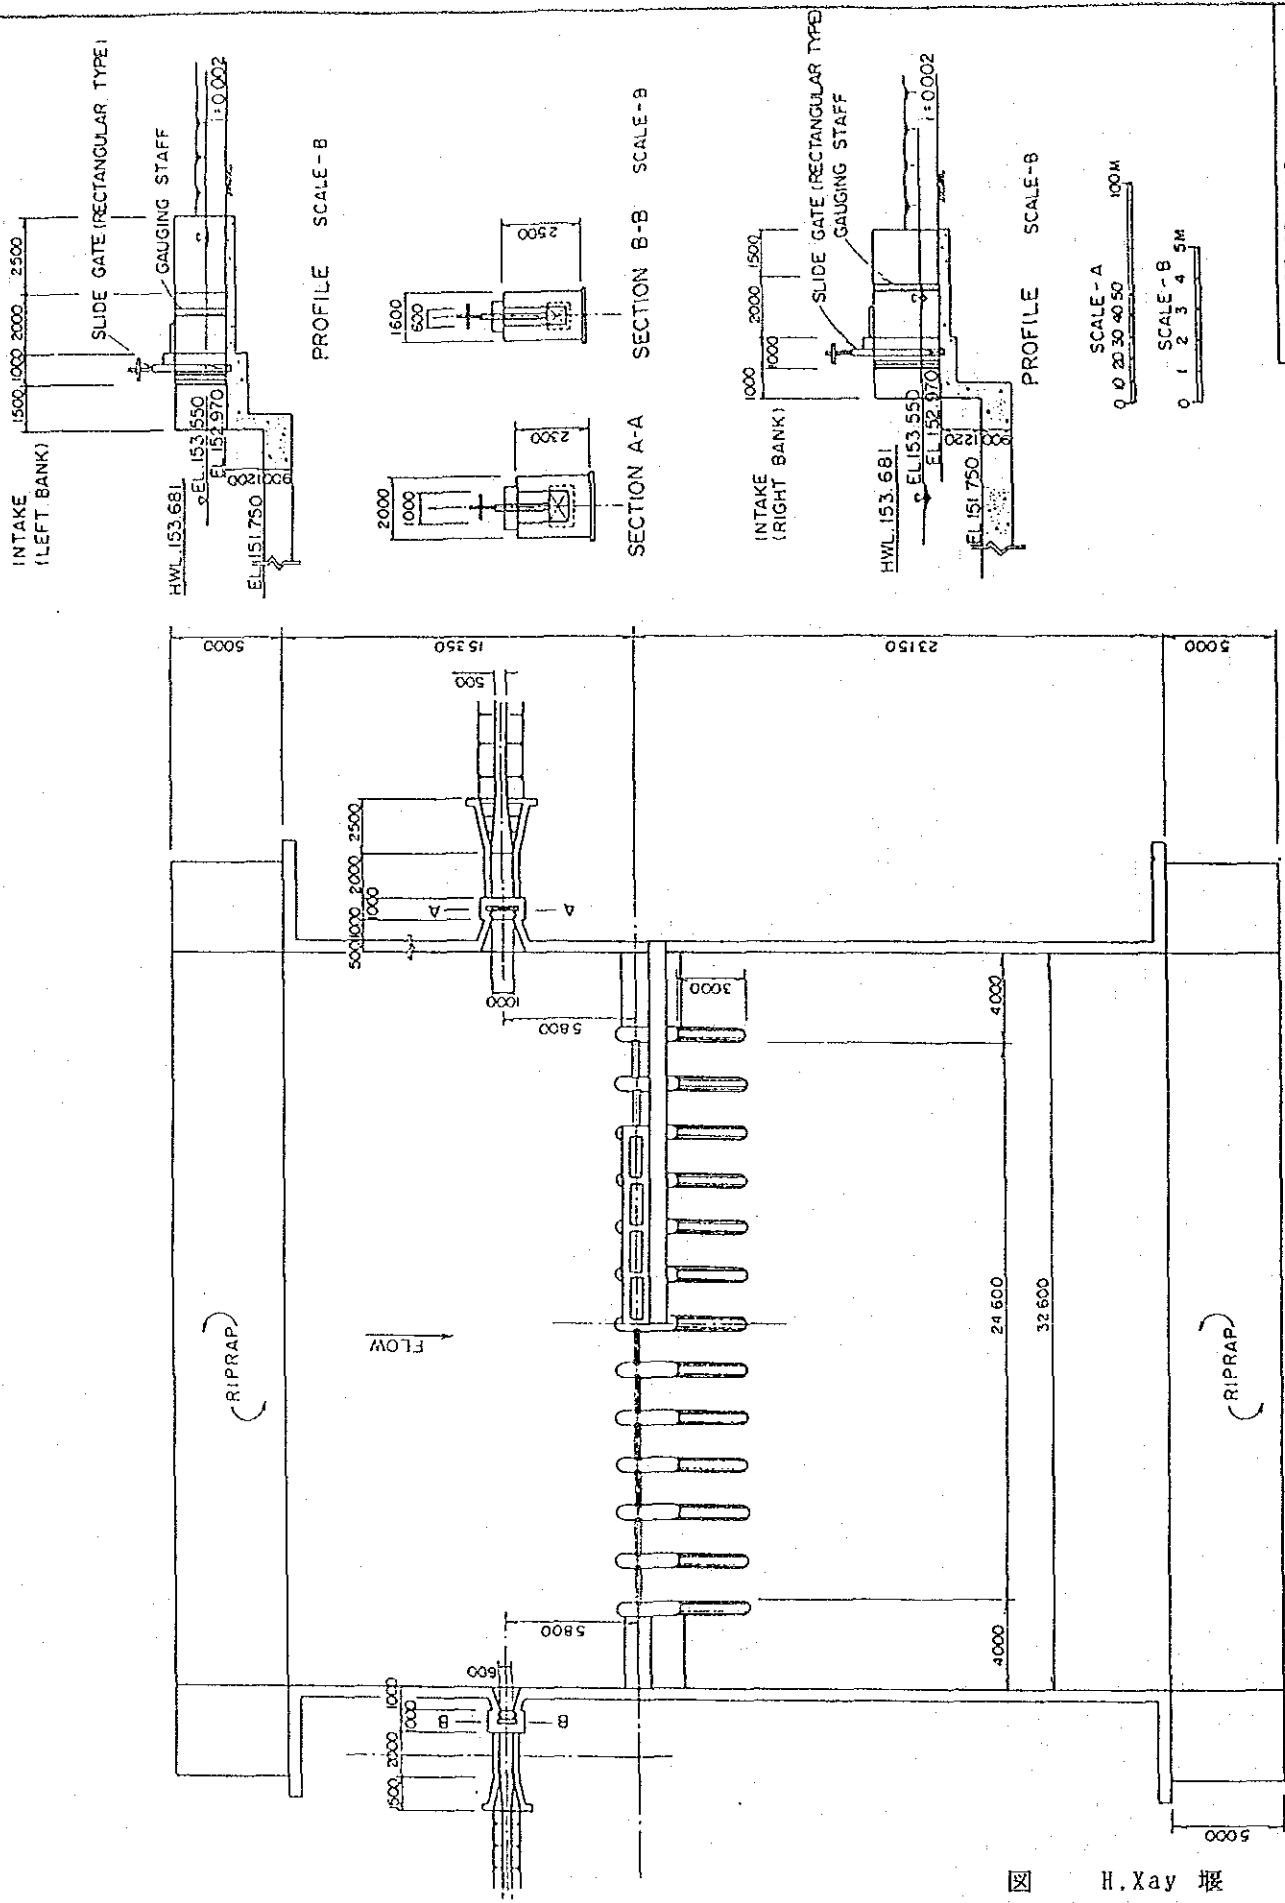 INTAKE
(LEFT BANK)
1500 1000 2000 2500
SLIDE GATE (RECTANGULAR TYPE)
GAUGING STAFF
HWL.153.681
EL.153.550
EL.152.970
EL.151.750
900 1200
i=0.002
PROFILE SCALE-B
2000
1000
2300
SECTION A-A
1600
600
2500
SECTION B-B SCALE-B
INTAKE
(RIGHT BANK)
1000 1000 2000 1500
SLIDE GATE (RECTANGULAR TYPE)
GAUGING STAFF
HWL.153.681
EL.153.550
EL.152.970
EL.151.750
900 1220
i=0.002
PROFILE SCALE-B
SCALE-A
0 10 20 30 40 50 100M
SCALE-B
0 1 2 3 4 5M
5000
15350
23150
5000
500
500 1000 1000 2000 2500
A A
1000
5800
3000
4000
24600
32600
4000
RIPRAP
FLOW
RIPRAP
5800
600
1500 2000 1000 1000
B B
5000
図 H.Xay 堰